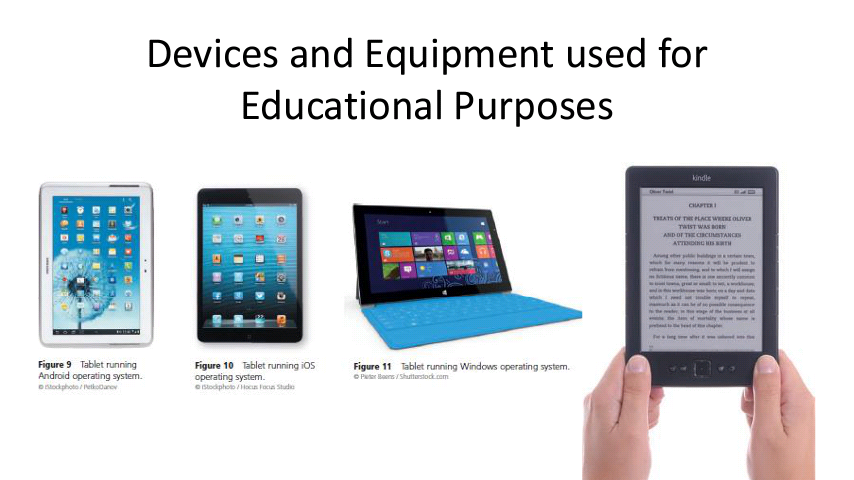 Devices and Equipment used for
Educational Purposes
Figure 9 Tablet running
Android operating system.
© iStockphoto / PetkoDanov
Figure 10 Tablet running iOS
operating system.
© iStockphoto / Hocus Focus Studio
Start
Figure 11 Tablet running Windows operating system.
© Pieter Beens / Shutterstock.com
kindle
Oliver Twist
CHAPTER I
TREATS OF THE PLACE WHERE OLIVER
TWIST WAS BORN
AND OF THE CIRCUMSTANCES
ATTENDING HIS BIRTH
Among other public buildings in a certain town,
which for many reasons it will be prudent to
refrain from mentioning, and to which I will assign
no fictitious name, there is one anciently common
to most towns, great or small: to wit, a workhouse;
and in this workhouse was born; on a day and date
which I need not trouble myself to repeat,
inasmuch as it can be of no possible consequence
to the reader, in this stage of the business at all
events; the item of mortality whose name is
prefixed to the head of this chapter.
For a long time after it was ushered into this